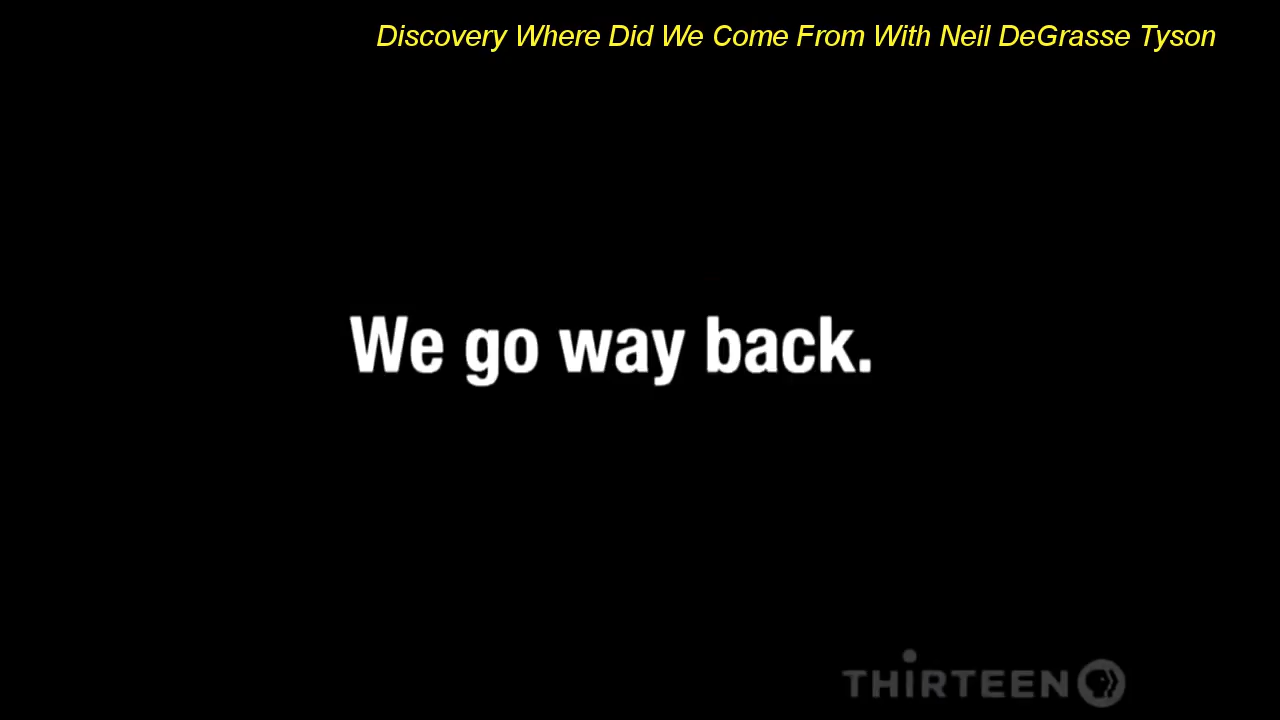 Discovery Where Did We Come From With Neil DeGrasse Tyson
We go way back.
THIRTEEN